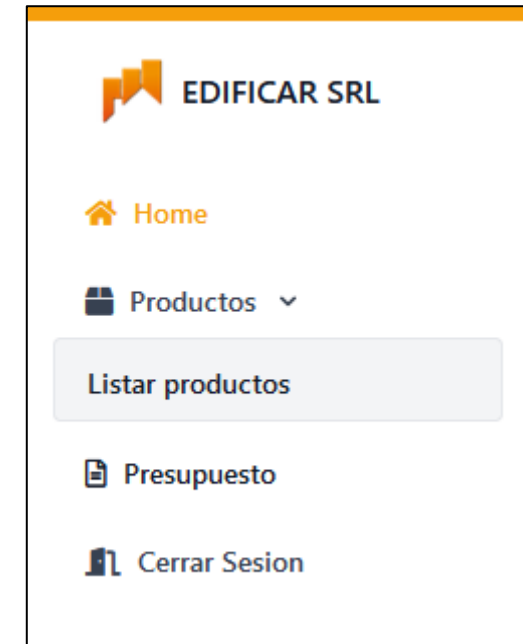 EDIFICAR SRL
Home
Productos
Listar productos
Presupuesto
Cerrar Sesion